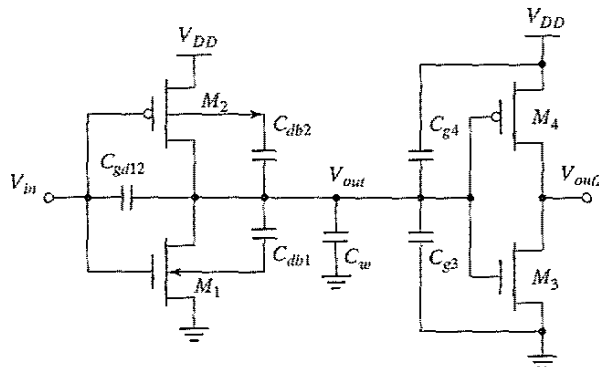 V_DD
V_DD
M_2
C_db2
C_g4
M_4
C_gd12
V_in
V_out
V_out2
C_db1
C_w
C_g3
M_1
M_3